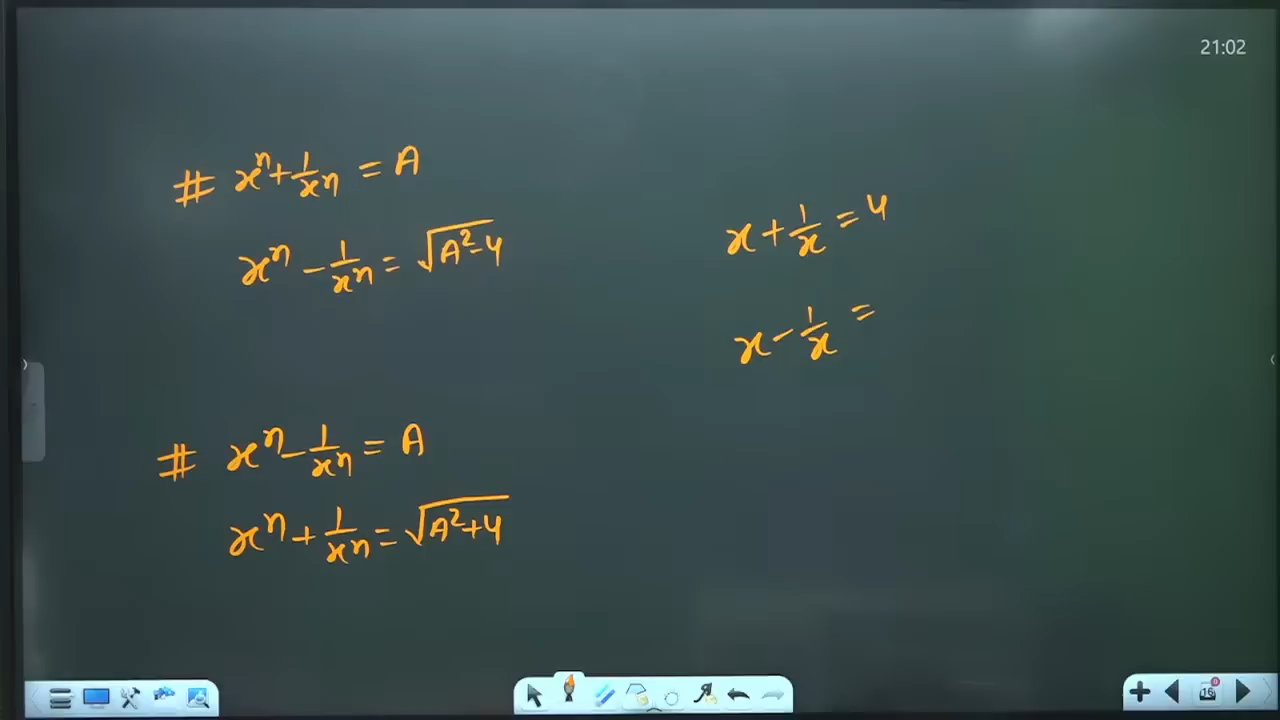 21:02
# xⁿ + 1/xⁿ = A
xⁿ - 1/xⁿ = √(A² - 4)
x + 1/x = 4
x - 1/x =
# xⁿ - 1/xⁿ = A
xⁿ + 1/xⁿ = √(A² + 4)
16